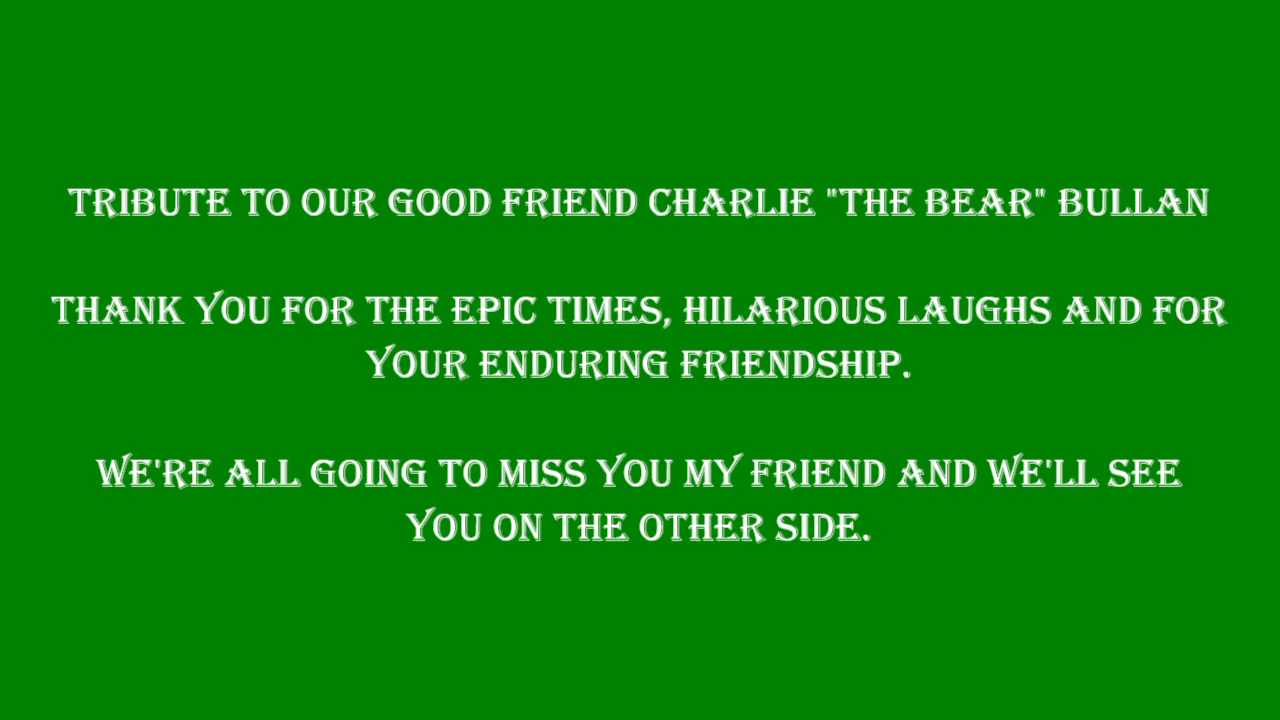 TRIBUTE TO OUR GOOD FRIEND CHARLIE "THE BEAR" BULLAN
THANK YOU FOR THE EPIC TIMES, HILARIOUS LAUGHS AND FOR
YOUR ENDURING FRIENDSHIP.
WE'RE ALL GOING TO MISS YOU MY FRIEND AND WE'LL SEE
YOU ON THE OTHER SIDE.